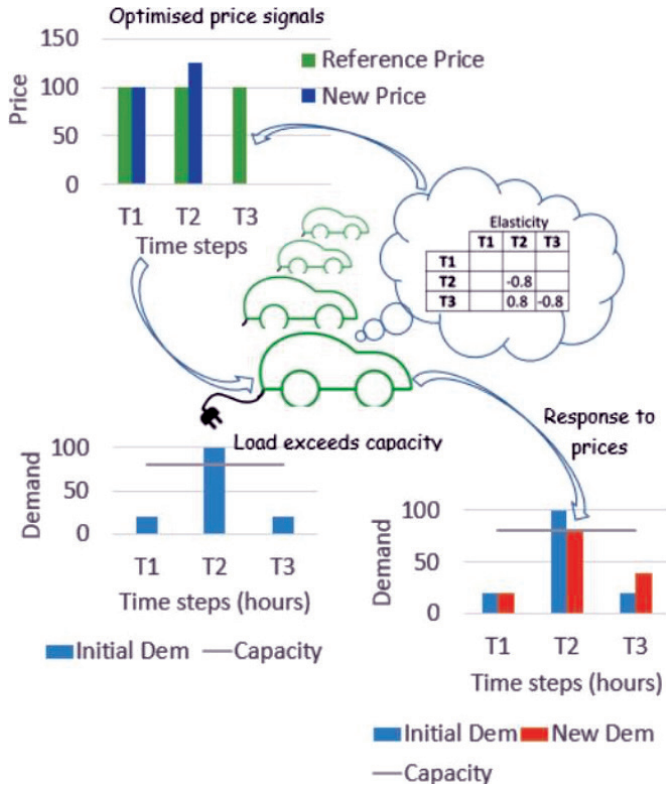 Optimised price signals
150
100
50
0
Price
Reference Price
New Price
T1 T2 T3
Time steps
Elasticity
T1 T2 T3
T1
T2 -0.8
T3 0.8 -0.8
Load exceeds capacity
100
50
0
Demand
T1 T2 T3
Time steps (hours)
Initial Dem Capacity
Response to
prices
100
50
0
Demand
T1 T2 T3
Time steps (hours)
Initial Dem New Dem
Capacity